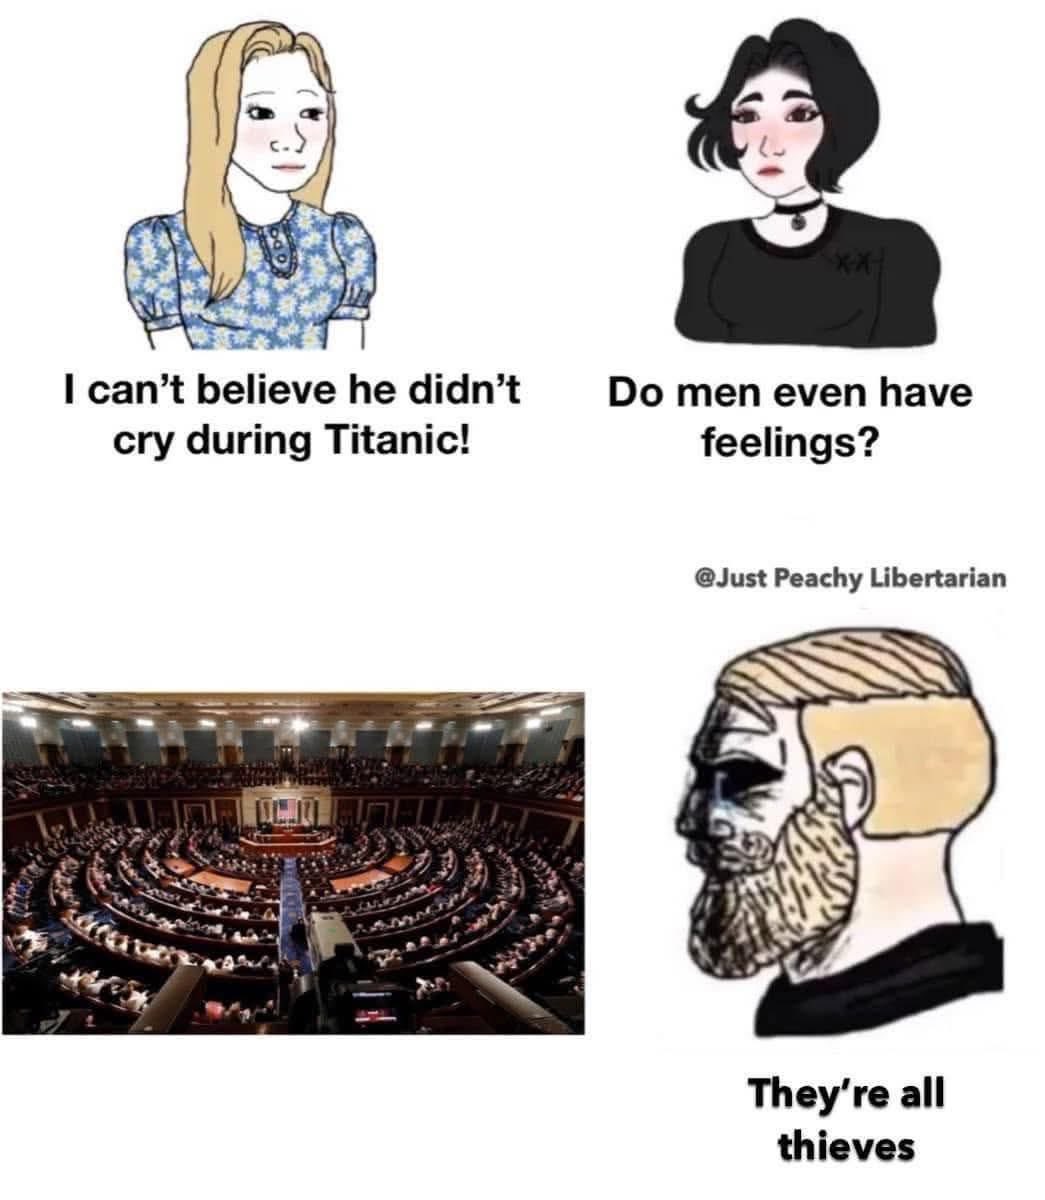 I can't believe he didn't
cry during Titanic!
Do men even have
feelings?
@Just Peachy Libertarian
They're all
thieves